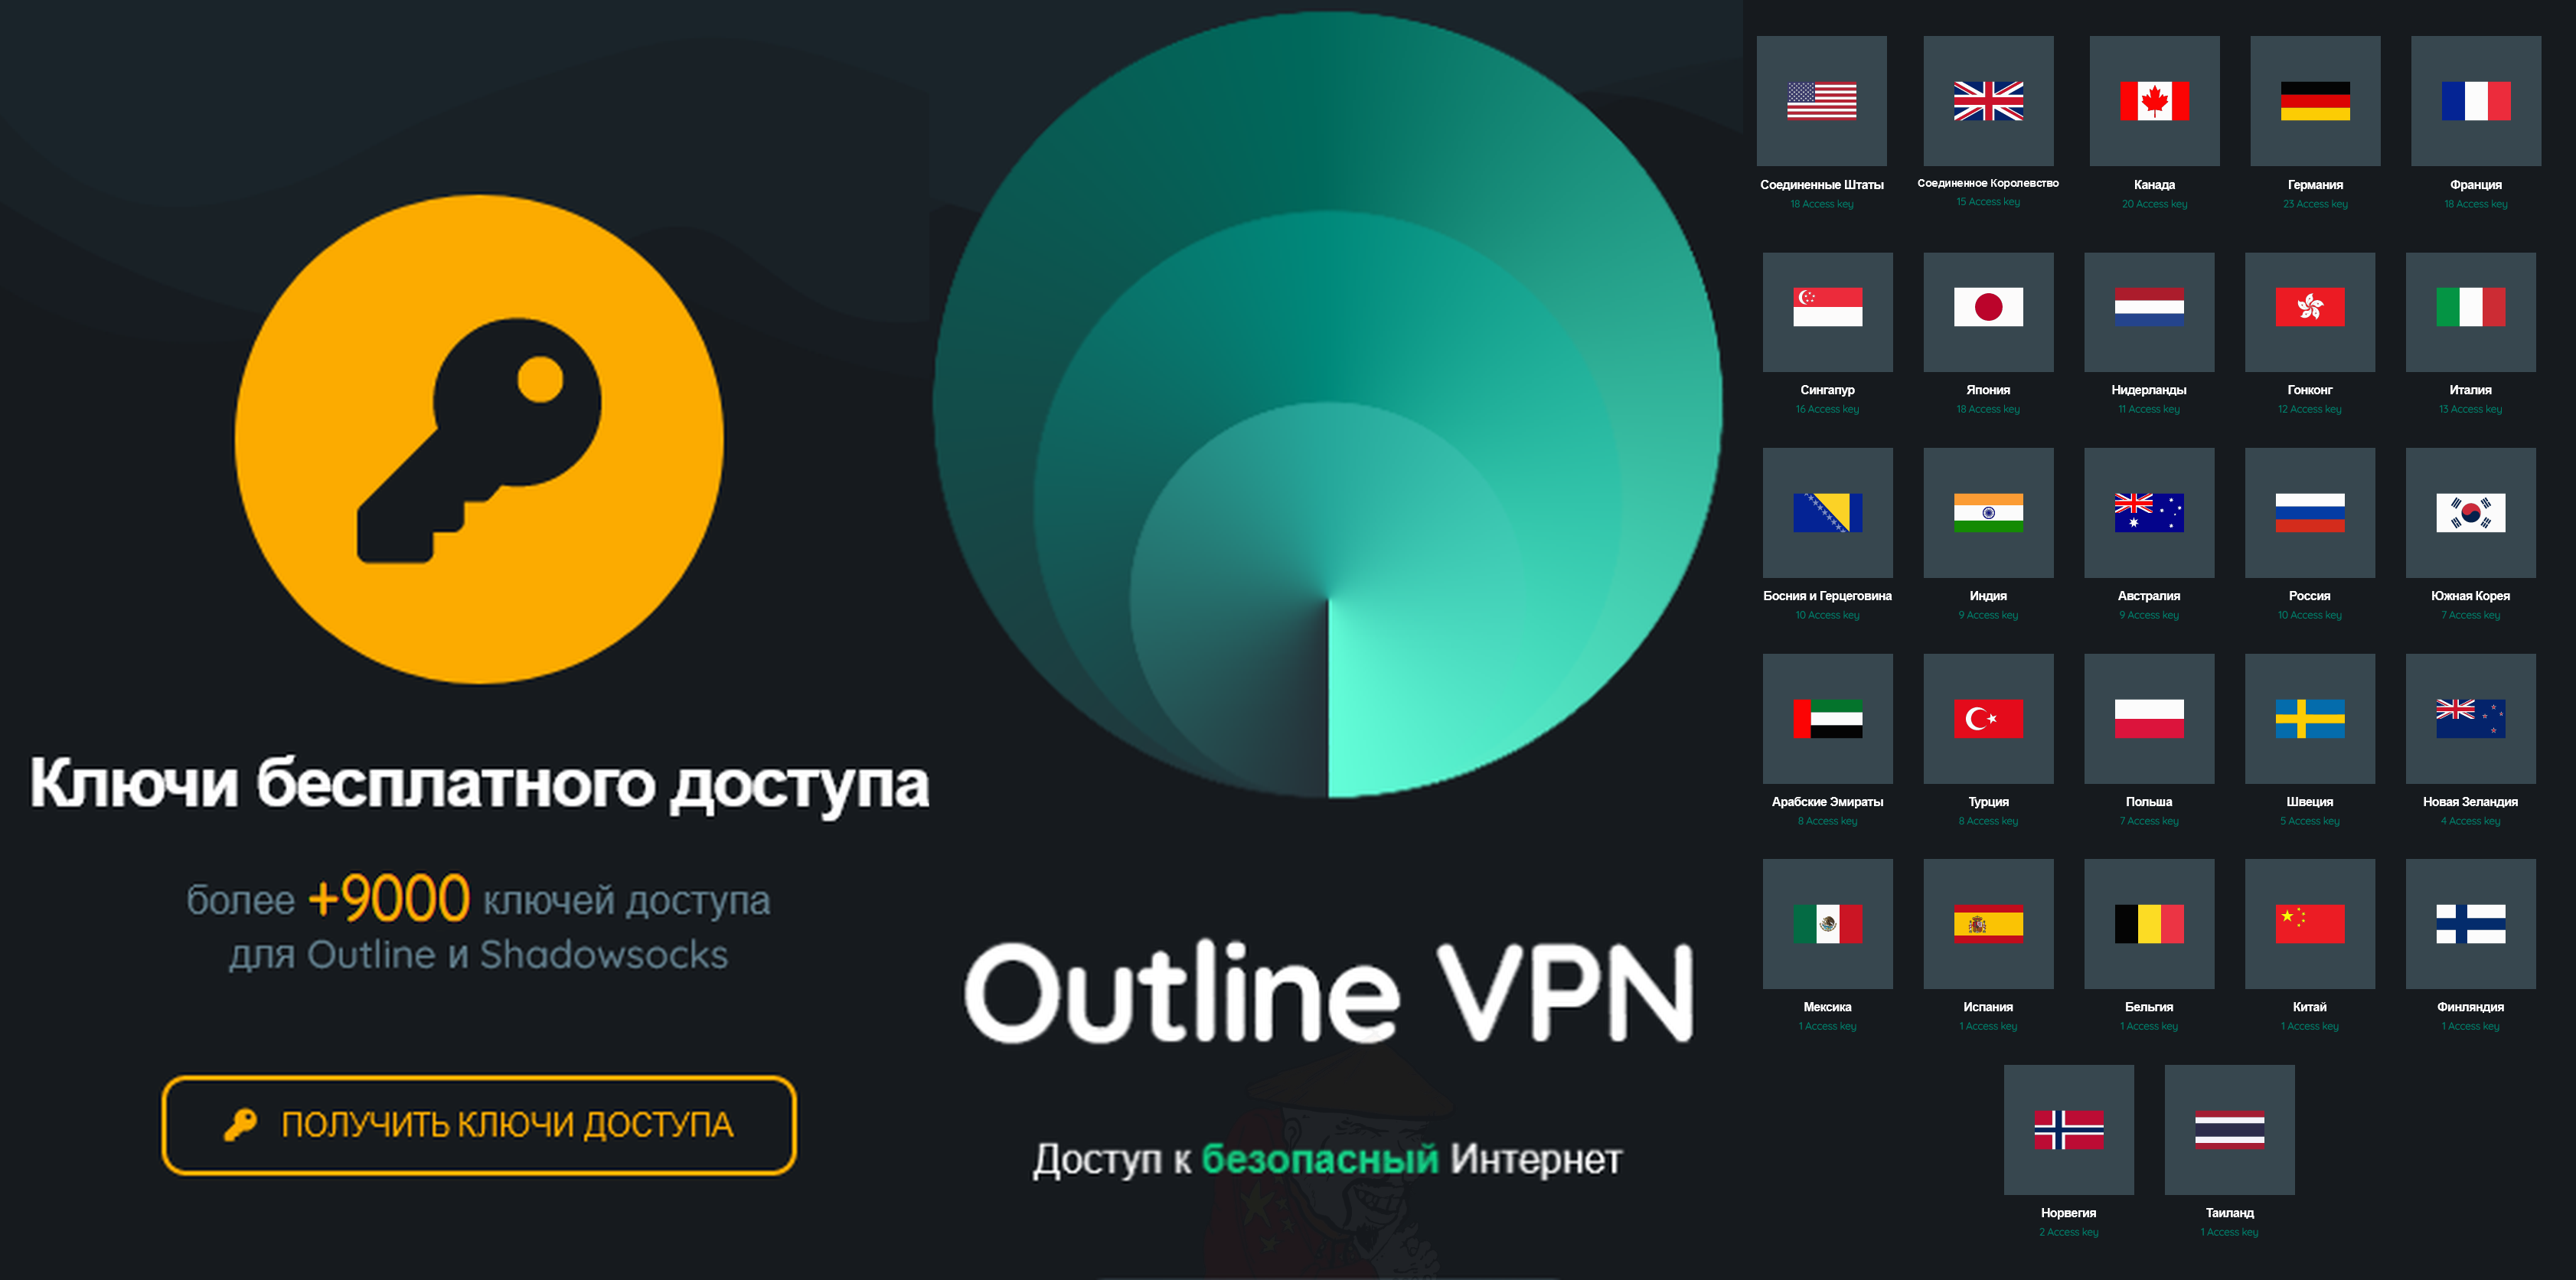 Ключи бесплатного доступа
более +9000 ключей доступа
для Outline и Shadowsocks
ПОЛУЧИТЬ КЛЮЧИ ДОСТУПА
Outline VPN
Доступ к безопасный Интернет
Соединенные Штаты
18 Access key
Соединенное Королевство
15 Access key
Канада
20 Access key
Германия
23 Access key
Франция
18 Access key
Сингапур
16 Access key
Япония
18 Access key
Нидерланды
11 Access key
Гонконг
12 Access key
Италия
13 Access key
Босния и Герцеговина
10 Access key
Индия
9 Access key
Австралия
9 Access key
Россия
10 Access key
Южная Корея
7 Access key
Арабские Эмираты
8 Access key
Турция
8 Access key
Польша
7 Access key
Швеция
5 Access key
Новая Зеландия
4 Access key
Мексика
1 Access key
Испания
1 Access key
Бельгия
1 Access key
Китай
1 Access key
Финляндия
1 Access key
Норвегия
2 Access key
Таиланд
1 Access key